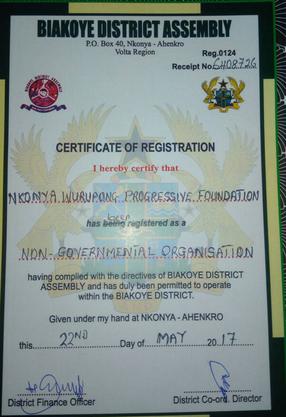 BIAKOYE DISTRICT ASSEMBLY
P.O. Box 40, Nkonya - Ahenkro
Volta Region
Reg.0124
Receipt No. 6408726
CERTIFICATE OF REGISTRATION
I hereby certify that
NKONYA WURUPONG PROGRESSIVE FOUNDATION
has been being registered as a
NON-GOVERNMENTAL ORGANISATION
having complied with the directives of BIAKOYE DISTRICT
ASSEMBLY and has duly been permitted to operate
within the BIAKOYE DISTRICT.
Given under my hand at NKONYA - AHENKRO
this 22ND Day of MAY 2017
District Finance Officer
District Co-ord. Director